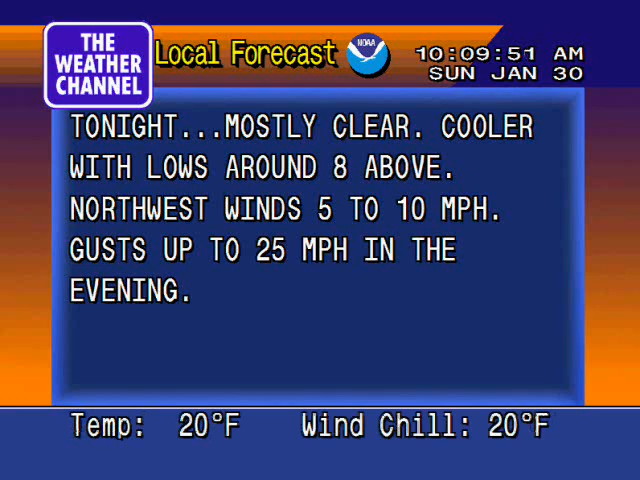 THE
WEATHER
CHANNEL
Local Forecast
NOAA
10:09:51 AM
SUN JAN 30
TONIGHT...MOSTLY CLEAR. COOLER
WITH LOWS AROUND 8 ABOVE.
NORTHWEST WINDS 5 TO 10 MPH.
GUSTS UP TO 25 MPH IN THE
EVENING.
Temp: 20°F Wind Chill: 20°F